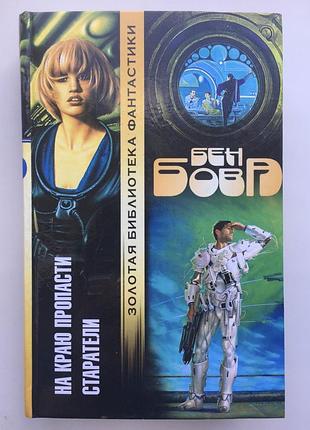 БЕН
БОВА
ЗОЛОТАЯ БИБЛИОТЕКА ФАНТАСТИКИ
НА КРАЮ ПРОПАСТИ
СТАРАТЕЛИ